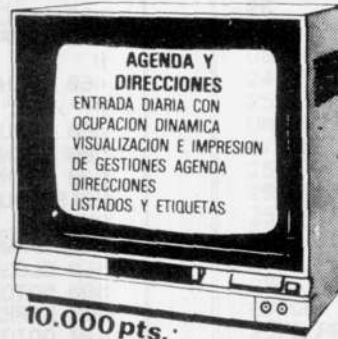 AGENDA Y
DIRECCIONES
ENTRADA DIARIA CON
OCUPACION DINAMICA
VISUALIZACION E IMPRESION
DE GESTIONES AGENDA
DIRECCIONES
LISTADOS Y ETIQUETAS
10.000 pts.